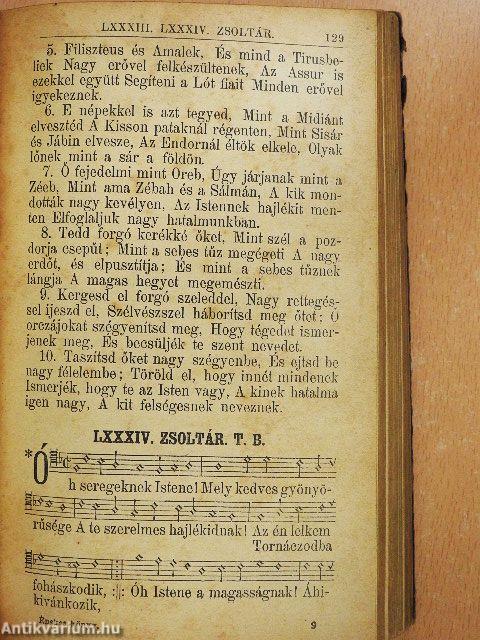 LXXXIII. LXXXIV. ZSOLTÁR. 129
5. Filiszteus és Amalek, És mind a Tirusbe-
liek Nagy erővel felkészültenek, Az Assur is
ezekkel együtt Segíteni a Lót fiait Minden erővel
igyekeznek.
6. E népekkel is azt tegyed, Mint a Midiánt
elvesztéd A Kisson pataknál régenten, Mint Sisár
és Jábin elvesze, Az Endornál éltök elkele, Olyak
lőnek mint a sár a földön.
7. Ő fejedelmi mint Oreb, Úgy járjanak mint a
Zéeb, Mint ama Zébah és a Sálmán, A kik mon-
dották nagy kevélyen, Az Istennek hajlékit men-
ten Elfoglaljuk nagy hatalmunkban.
8. Tedd forgó kerékké őket, Mint szél a poz-
dorja csepüt; Mint a sebes tűz megégeti A nagy
erdőt, és elpusztítja; És mint a sebes tűznek
lángja A magas hegyet megemészti.
9. Kergesd el forgó szeleddel, Nagy rettegés-
sel ijeszd el, Szélvészszel háborítsd meg őtet; Ő
orczájokat szégyenítsd meg, Hogy tégedet ismer-
jenek meg, És becsüljék te szent nevedet.
10. Taszítsd őket nagy szégyenbe, És ejtsd be
nagy félelembe; Töröld el, hogy innét mindenek
Ismerjék, hogy te az Isten vagy, A kinek hatalma
igen nagy, A kit felségesnek neveznek.
LXXXIV. ZSOLTÁR. T. B.
*Ó
h seregeknek Istene! Mely kedves gyönyö-
rűsége A te szerelmes hajlékidnak! Az én lelkem
Tornáczodba
fohászkodik, :||: Óh Istene a magasságnak! Áhi-
kivánkozik,
9
Antikvarium.hu